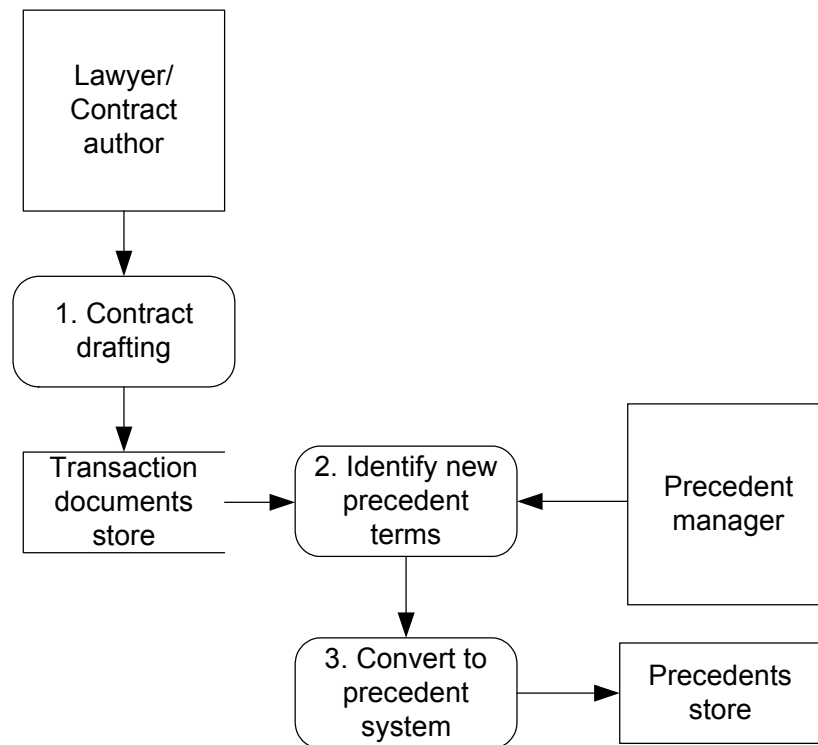 Lawyer/
Contract
author
1. Contract
drafting
Transaction
documents
store
2. Identify new
precedent
terms
Precedent
manager
3. Convert to
precedent
system
Precedents
store